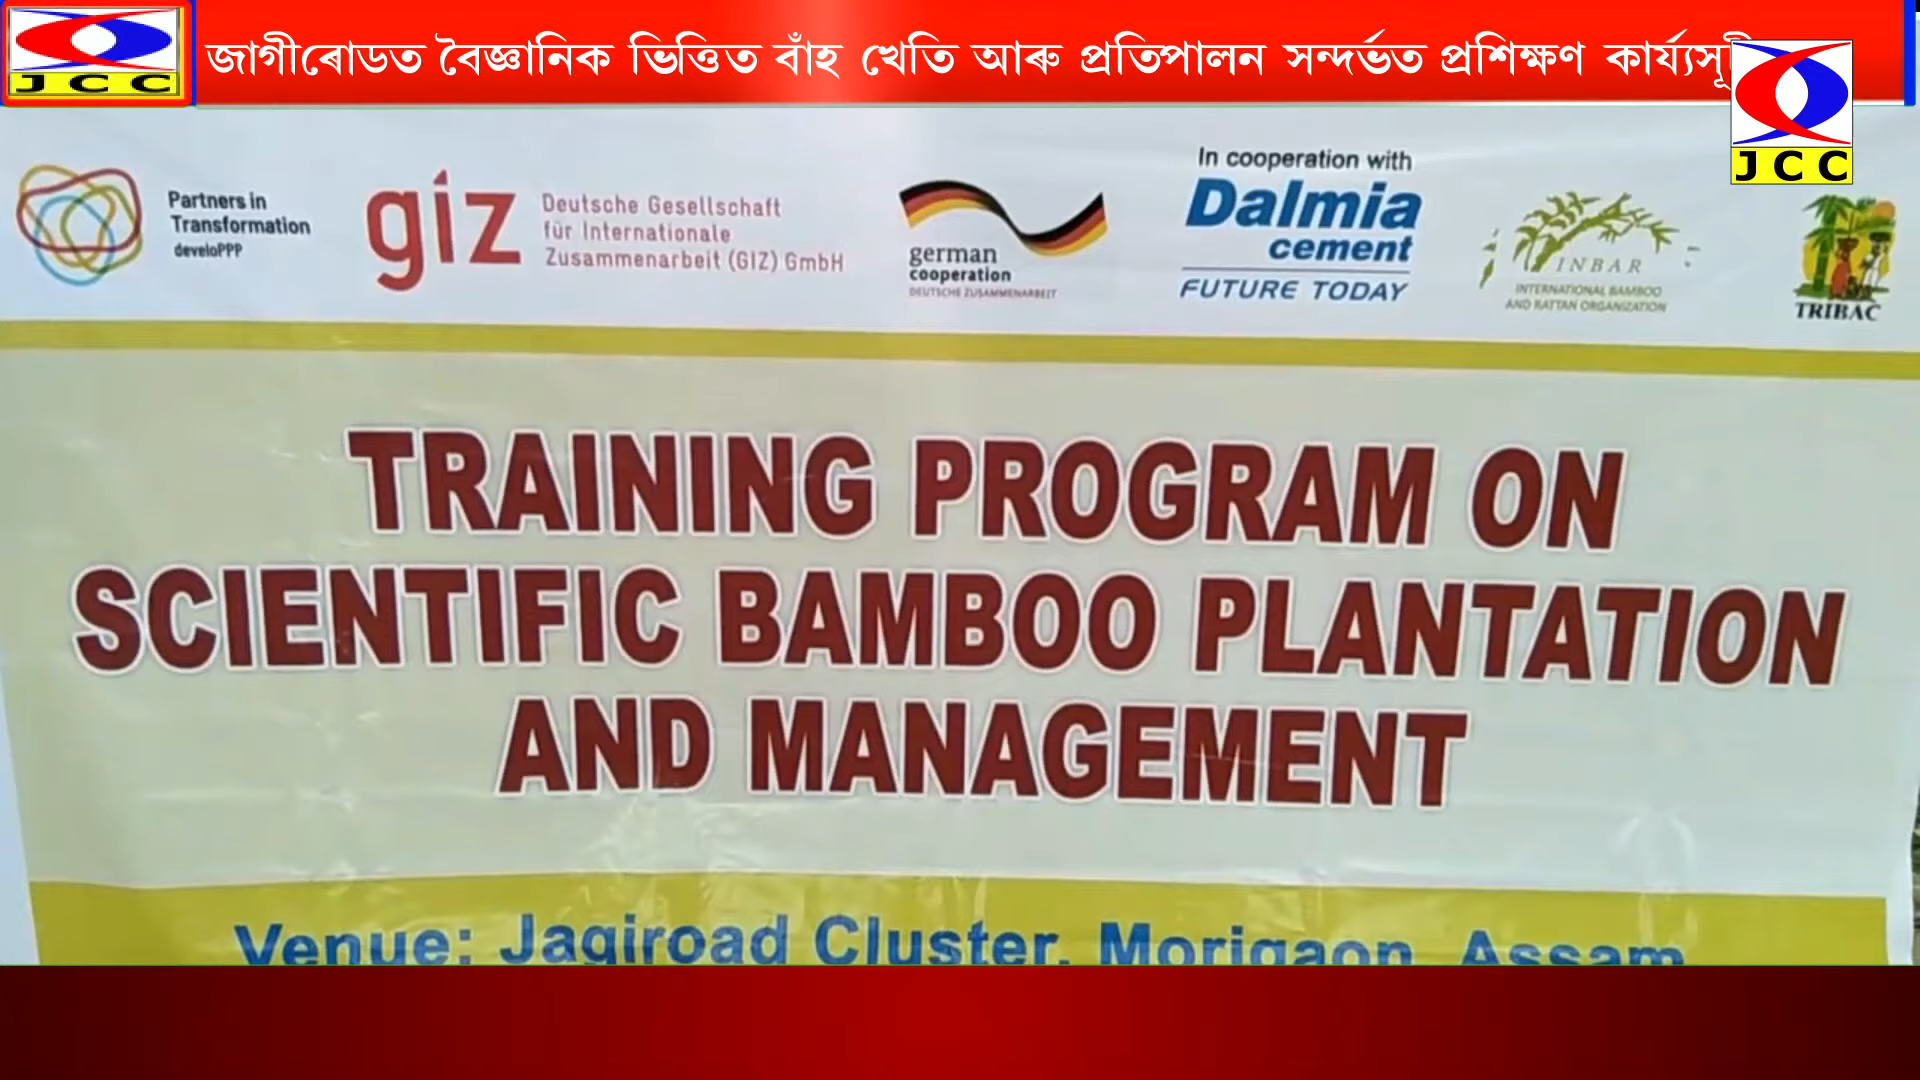 JCC
জাগীৰোডত বৈজ্ঞানিক ভিত্তিত বাঁহ খেতি আৰু প্ৰতিপালন সন্দৰ্ভত প্ৰশিক্ষণ
JCC
Partners in
Transformation
develoPPP
giz
Deutsche Gesellschaft
für Internationale
Zusammenarbeit (GIZ) GmbH
german
cooperation
DEUTSCHE ZUSAMMENARBEIT
In cooperation with
Dalmia
cement
FUTURE TODAY
INBAR
INTERNATIONAL BAMBOO
AND RATTAN ORGANIZATION
TRIBAC
TRAINING PROGRAM ON
SCIENTIFIC BAMBOO PLANTATION
AND MANAGEMENT
Venue: Jagiroad Cluster, Morigaon, Assam